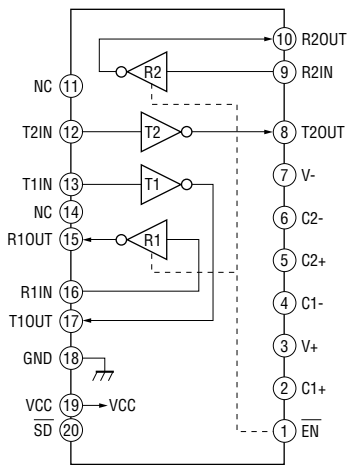 10 R2OUT
R2
9 R2IN
NC 11
T2IN 12
T2
8 T2OUT
7 V-
T1IN 13
T1
NC 14
6 C2-
R1OUT 15
R1
5 C2+
R1IN 16
4 C1-
T1OUT 17
3 V+
GND 18
2 C1+
VCC 19 VCC
SD 20
1 EN